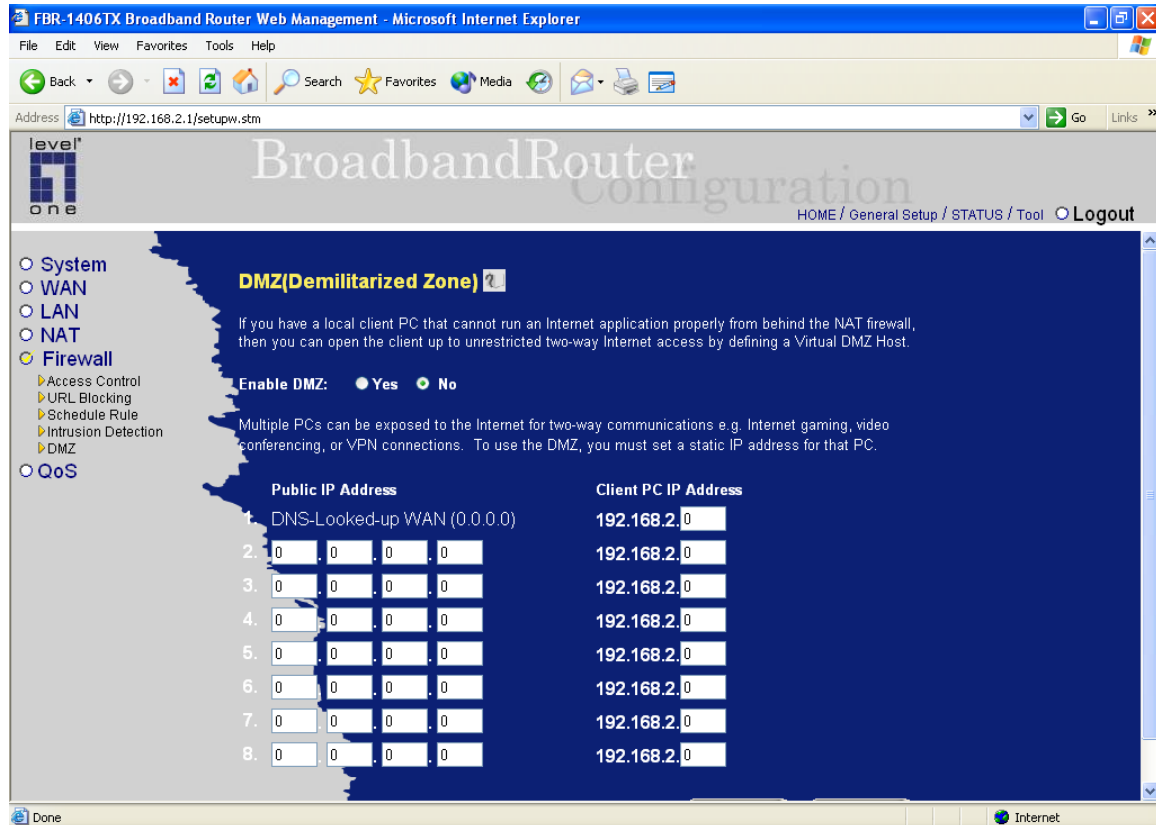 FBR-1406TX Broadband Router Web Management - Microsoft Internet Explorer
File Edit View Favorites Tools Help
Back Search Favorites Media
Address http://192.168.2.1/setupw.stm Go Links »
level one
BroadbandRouter
Configuration
HOME / General Setup / STATUS / Tool Logout
System
WAN
LAN
NAT
Firewall
Access Control
URL Blocking
Schedule Rule
Intrusion Detection
DMZ
QoS
DMZ(Demilitarized Zone)
If you have a local client PC that cannot run an Internet application properly from behind the NAT firewall,
then you can open the client up to unrestricted two-way Internet access by defining a Virtual DMZ Host.
Enable DMZ: Yes No
Multiple PCs can be exposed to the Internet for two-way communications e.g. Internet gaming, video
conferencing, or VPN connections. To use the DMZ, you must set a static IP address for that PC.
Public IP Address Client PC IP Address
1. DNS-Looked-up WAN (0.0.0.0) 192.168.2. 0
2. 0 . 0 . 0 . 0 192.168.2. 0
3. 0 . 0 . 0 . 0 192.168.2. 0
4. 0 . 0 . 0 . 0 192.168.2. 0
5. 0 . 0 . 0 . 0 192.168.2. 0
6. 0 . 0 . 0 . 0 192.168.2. 0
7. 0 . 0 . 0 . 0 192.168.2. 0
8. 0 . 0 . 0 . 0 192.168.2. 0
Done Internet